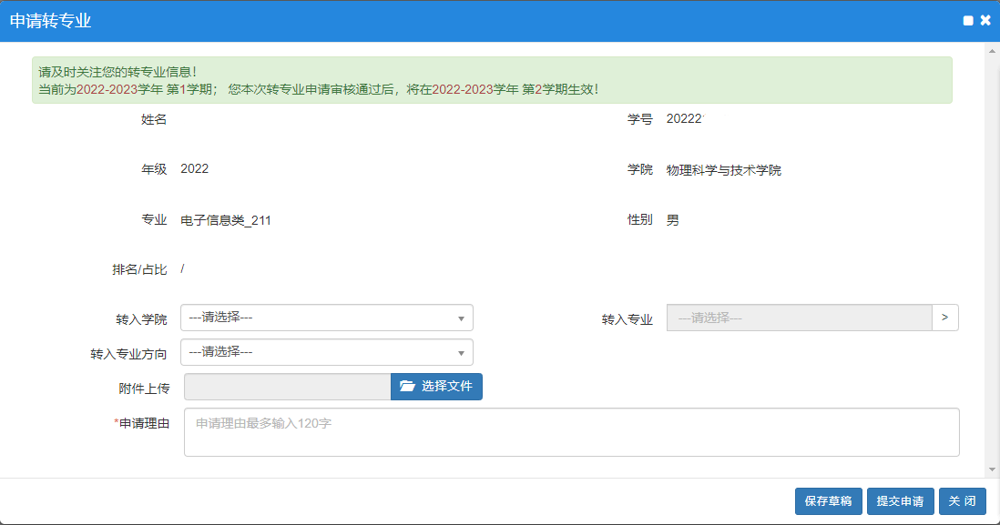 申请转专业
请及时关注您的转专业信息！
当前为2022-2023学年 第1学期； 您本次转专业申请审核通过后，将在2022-2023学年 第2学期生效！
姓名 学号 20222
年级 2022 学院 物理科学与技术学院
专业 电子信息类_211 性别 男
排名/占比 /
转入学院 ---请选择--- 转入专业 ---请选择--- >
转入专业方向 ---请选择---
附件上传 选择文件
*申请理由 申请理由最多输入120字
保存草稿 提交申请 关 闭